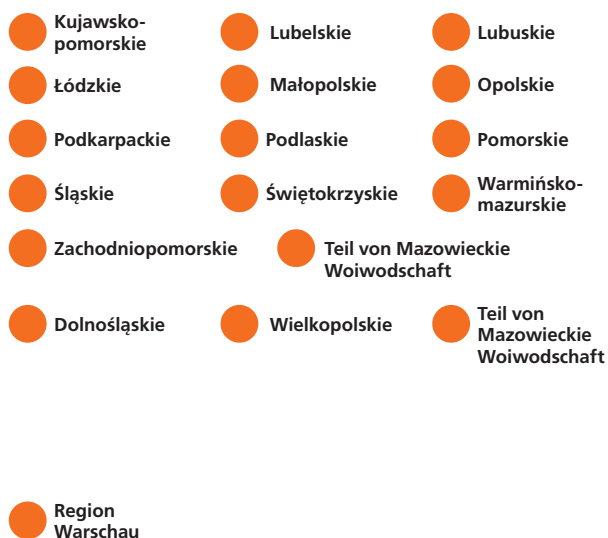 Kujawsko-
pomorskie
Lubelskie
Lubuskie
Łódzkie
Małopolskie
Opolskie
Podkarpackie
Podlaskie
Pomorskie
Śląskie
Świętokrzyskie
Warmińsko-
mazurskie
Zachodniopomorskie
Teil von Mazowieckie
Woiwodschaft
Dolnośląskie
Wielkopolskie
Teil von
Mazowieckie
Woiwodschaft
Region
Warschau